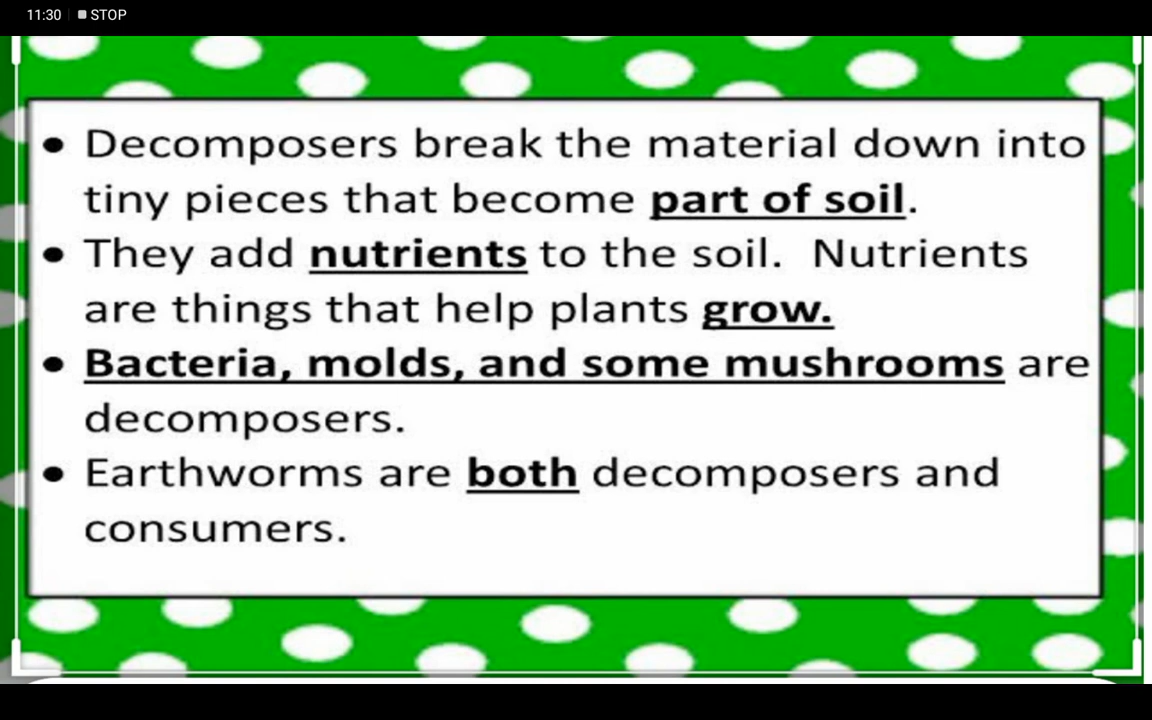 11:30 STOP
• Decomposers break the material down into
tiny pieces that become part of soil.
• They add nutrients to the soil.  Nutrients
are things that help plants grow.
• Bacteria, molds, and some mushrooms are
decomposers.
• Earthworms are both decomposers and
consumers.